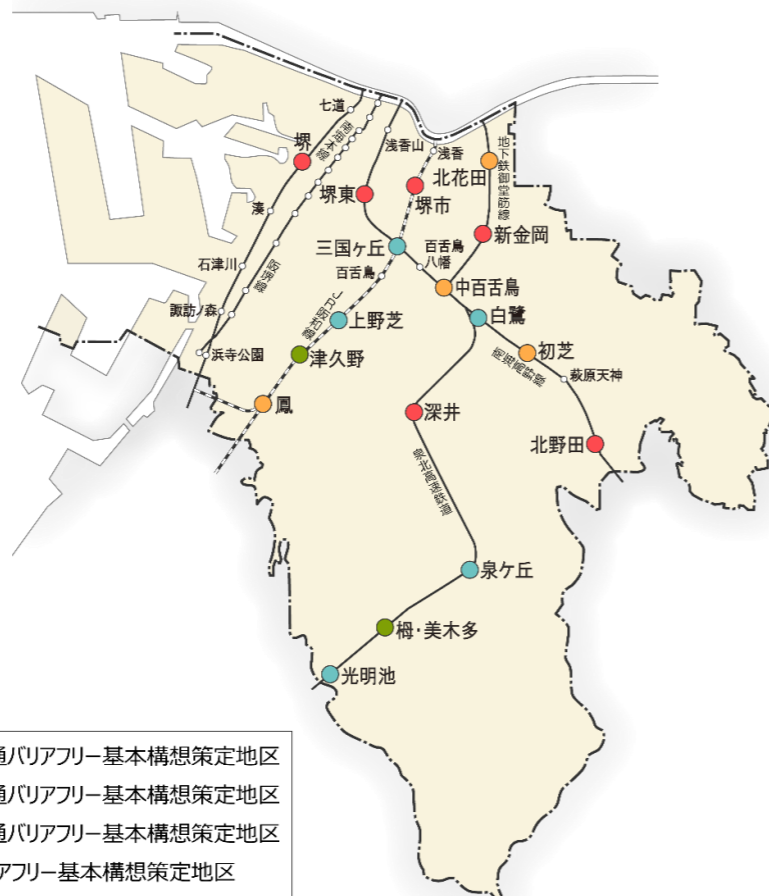 七道
南海本線
浅香山
浅香
地下鉄御堂筋線
堺
北花田
堺東
堺市
湊
新金岡
三国ヶ丘
百舌鳥
八幡
石津川
阪堺線
百舌鳥
中百舌鳥
JR阪和線
諏訪ノ森
上野芝
白鷺
浜寺公園
津久野
初芝
萩原天神
鳳
深井
北野田
泉北高速鉄道
泉ケ丘
栂・美木多
光明池
通バリアフリー基本構想策定地区
通バリアフリー基本構想策定地区
通バリアフリー基本構想策定地区
アフリー基本構想策定地区